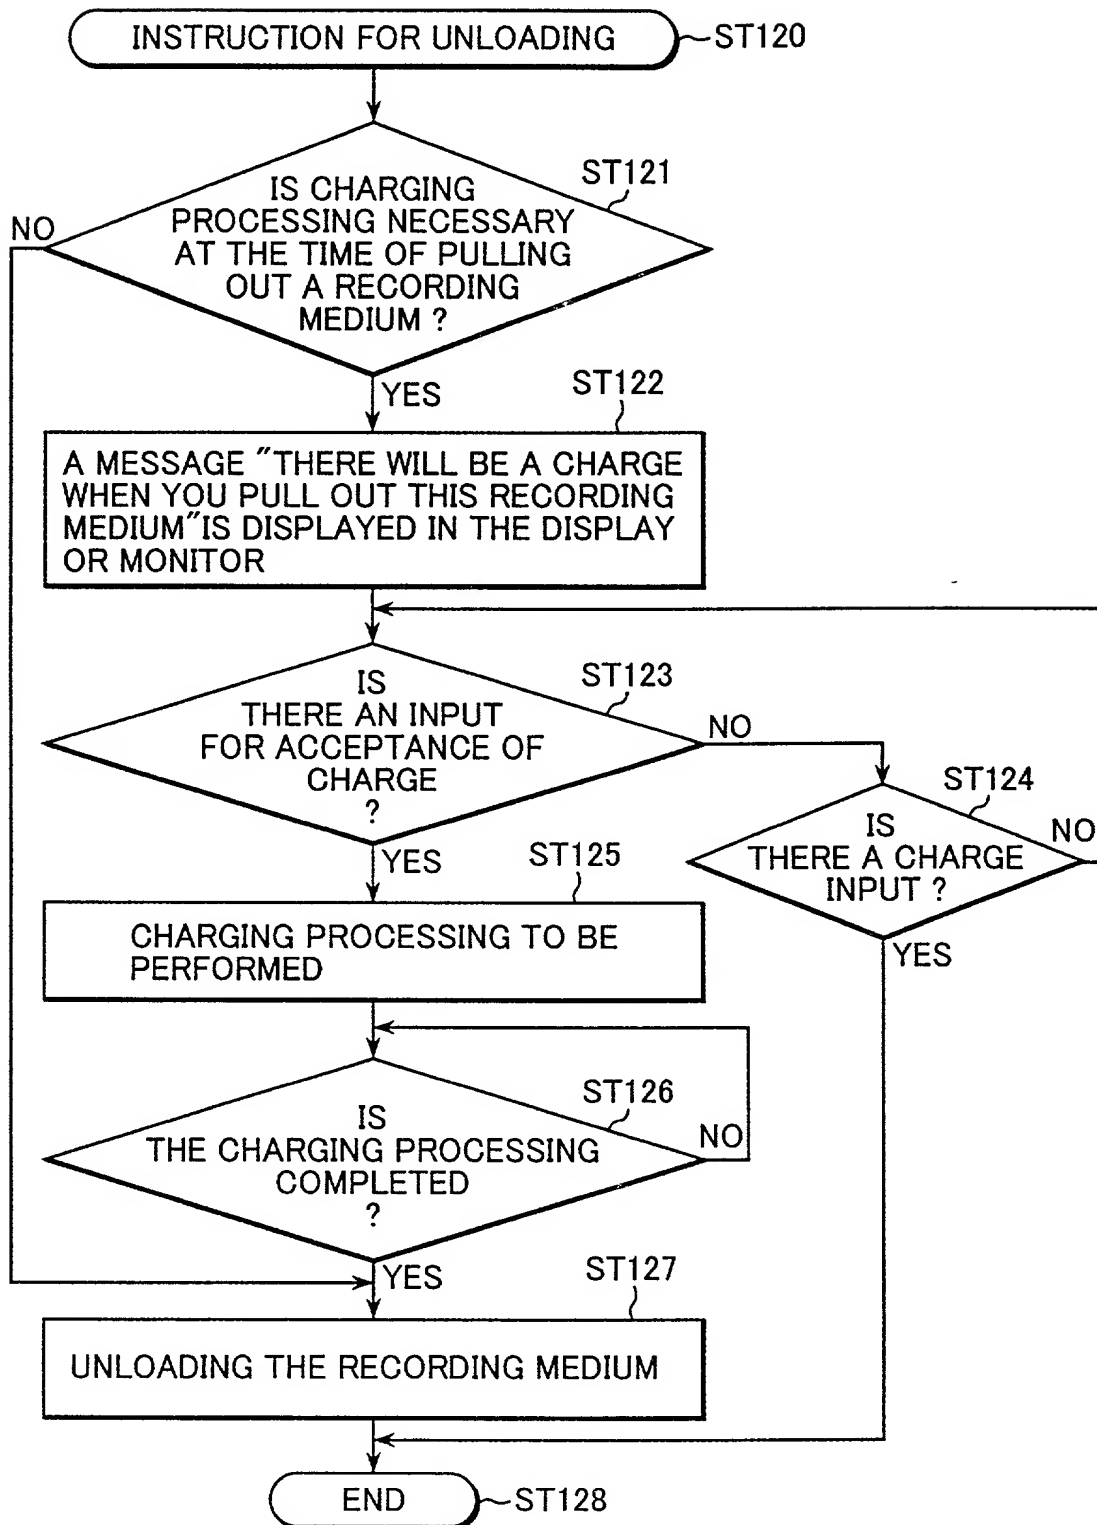 INSTRUCTION FOR UNLOADING
ST120
ST121
IS CHARGING
PROCESSING NECESSARY
AT THE TIME OF PULLING
OUT A RECORDING
MEDIUM ?
NO
YES
ST122
A MESSAGE "THERE WILL BE A CHARGE
WHEN YOU PULL OUT THIS RECORDING
MEDIUM"IS DISPLAYED IN THE DISPLAY
OR MONITOR
ST123
IS
THERE AN INPUT
FOR ACCEPTANCE OF
CHARGE
?
NO
YES
ST124
IS
THERE A CHARGE
INPUT ?
NO
YES
ST125
CHARGING PROCESSING TO BE
PERFORMED
ST126
IS
THE CHARGING PROCESSING
COMPLETED
?
NO
YES
ST127
UNLOADING THE RECORDING MEDIUM
END
ST128